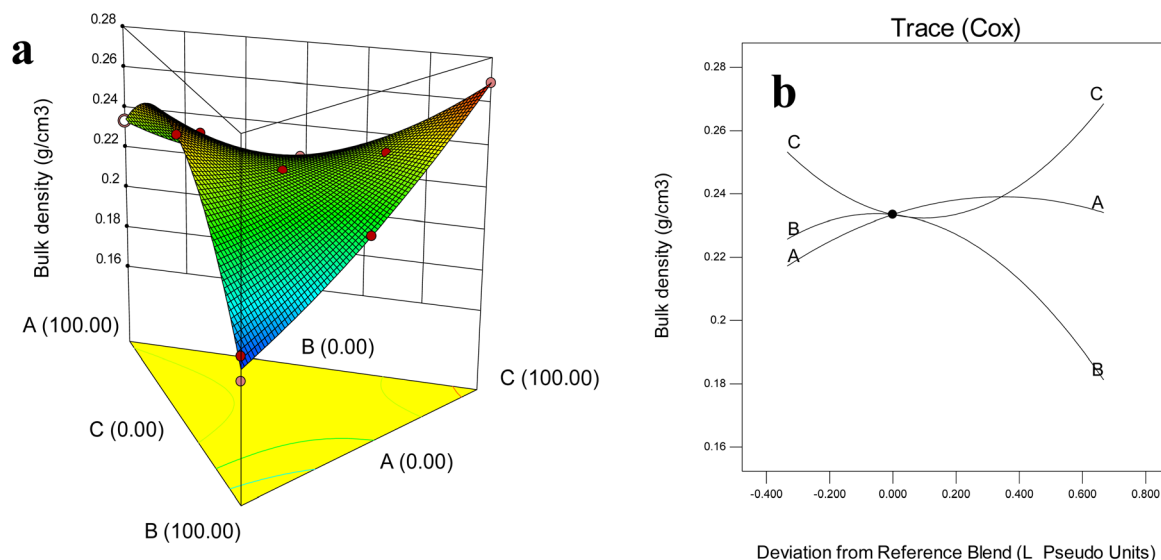 a
0.28
0.26
0.24
0.22
0.2
0.18
0.16
Bulk density (g/cm3)
A (100.00)
B (0.00)
C (100.00)
C (0.00)
A (0.00)
B (100.00)
Trace (Cox)
b
0.28
0.26
0.24
0.22
0.2
0.18
0.16
Bulk density (g/cm3)
C
B
A
C
A
B
-0.400
-0.200
0.000
0.200
0.400
0.600
0.800
Deviation from Reference Blend (L_Pseudo Units)